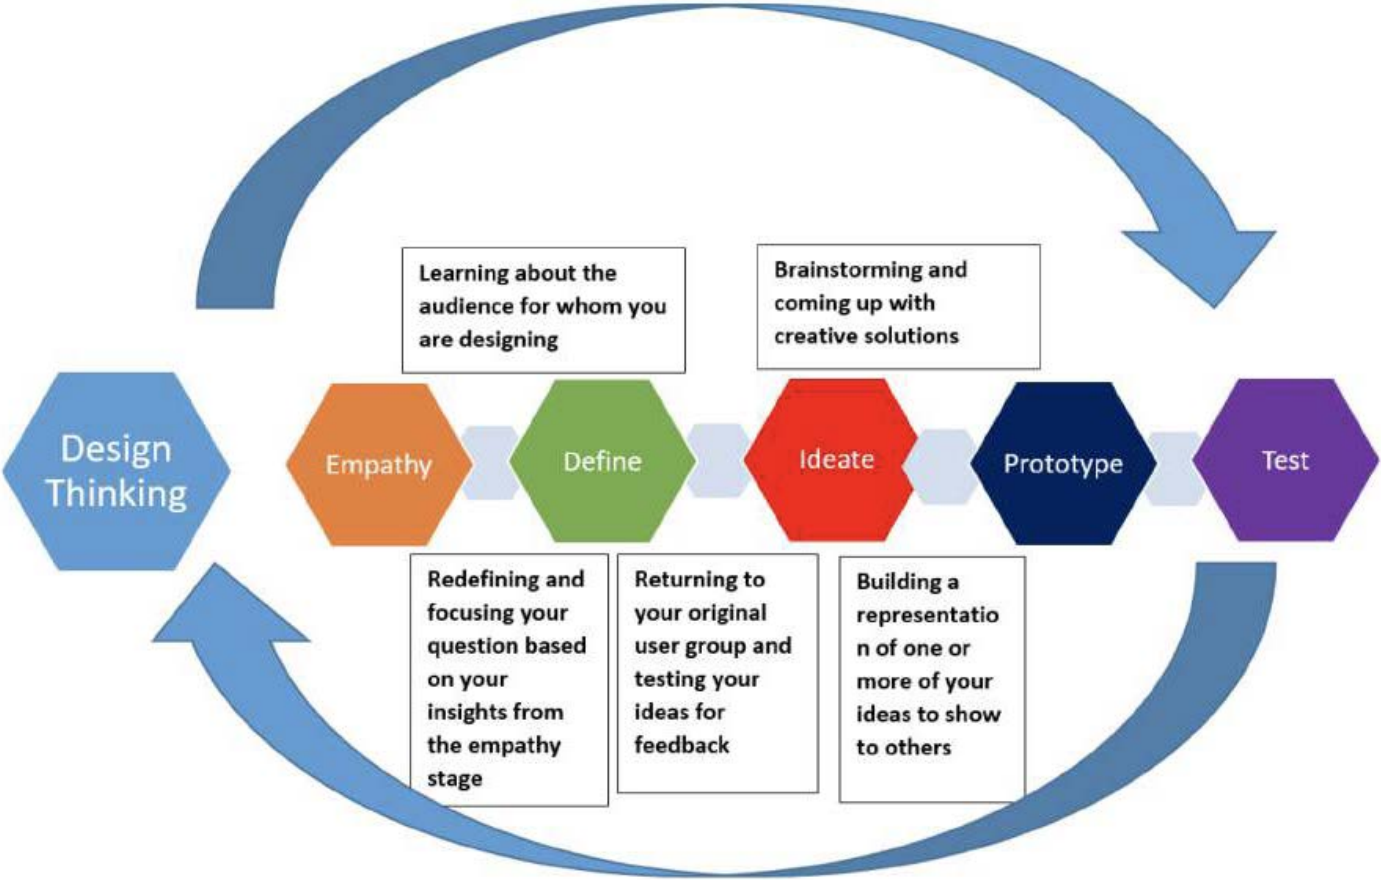 Learning about the
audience for whom you
are designing
Brainstorming and
coming up with
creative solutions
Design
Thinking
Empathy
Define
Ideate
Prototype
Test
Redefining and
focusing your
question based
on your
insights from
the empathy
stage
Returning to
your original
user group and
testing your
ideas for
feedback
Building a
representatio
n of one or
more of your
ideas to show
to others